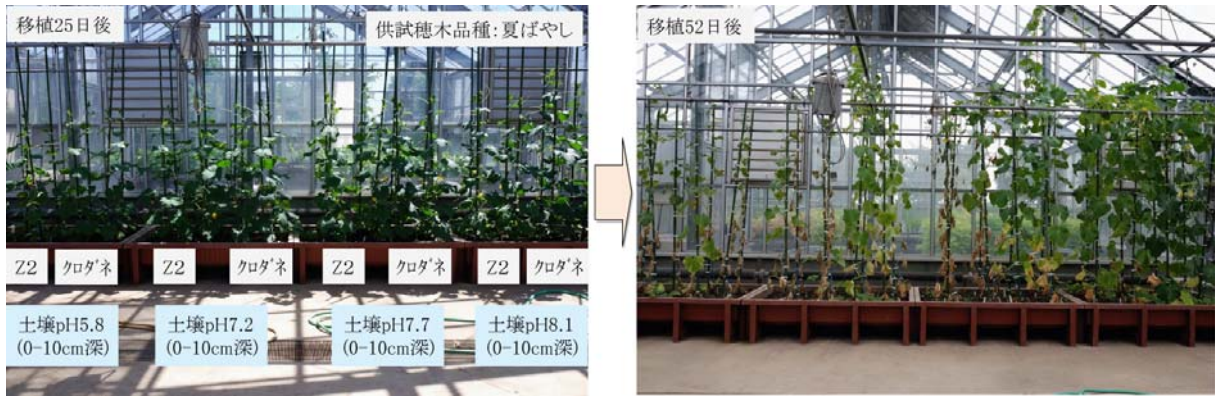 移植25日後
供試穂木品種:夏ばやし
移植52日後
Z2
クロダネ
Z2
クロダネ
Z2
クロダネ
Z2
クロダネ
土壌pH5.8
(0-10cm深)
土壌pH7.2
(0-10cm深)
土壌pH7.7
(0-10cm深)
土壌pH8.1
(0-10cm深)